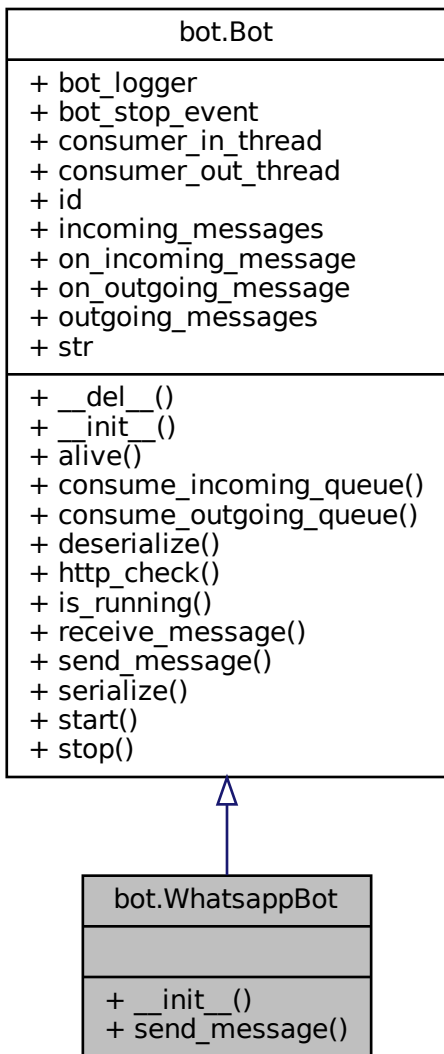 bot.Bot
+ bot_logger
+ bot_stop_event
+ consumer_in_thread
+ consumer_out_thread
+ id
+ incoming_messages
+ on_incoming_message
+ on_outgoing_message
+ outgoing_messages
+ str
+ __del__()
+ __init__()
+ alive()
+ consume_incoming_queue()
+ consume_outgoing_queue()
+ deserialize()
+ http_check()
+ is_running()
+ receive_message()
+ send_message()
+ serialize()
+ start()
+ stop()
bot.WhatsappBot
+ __init__()
+ send_message()